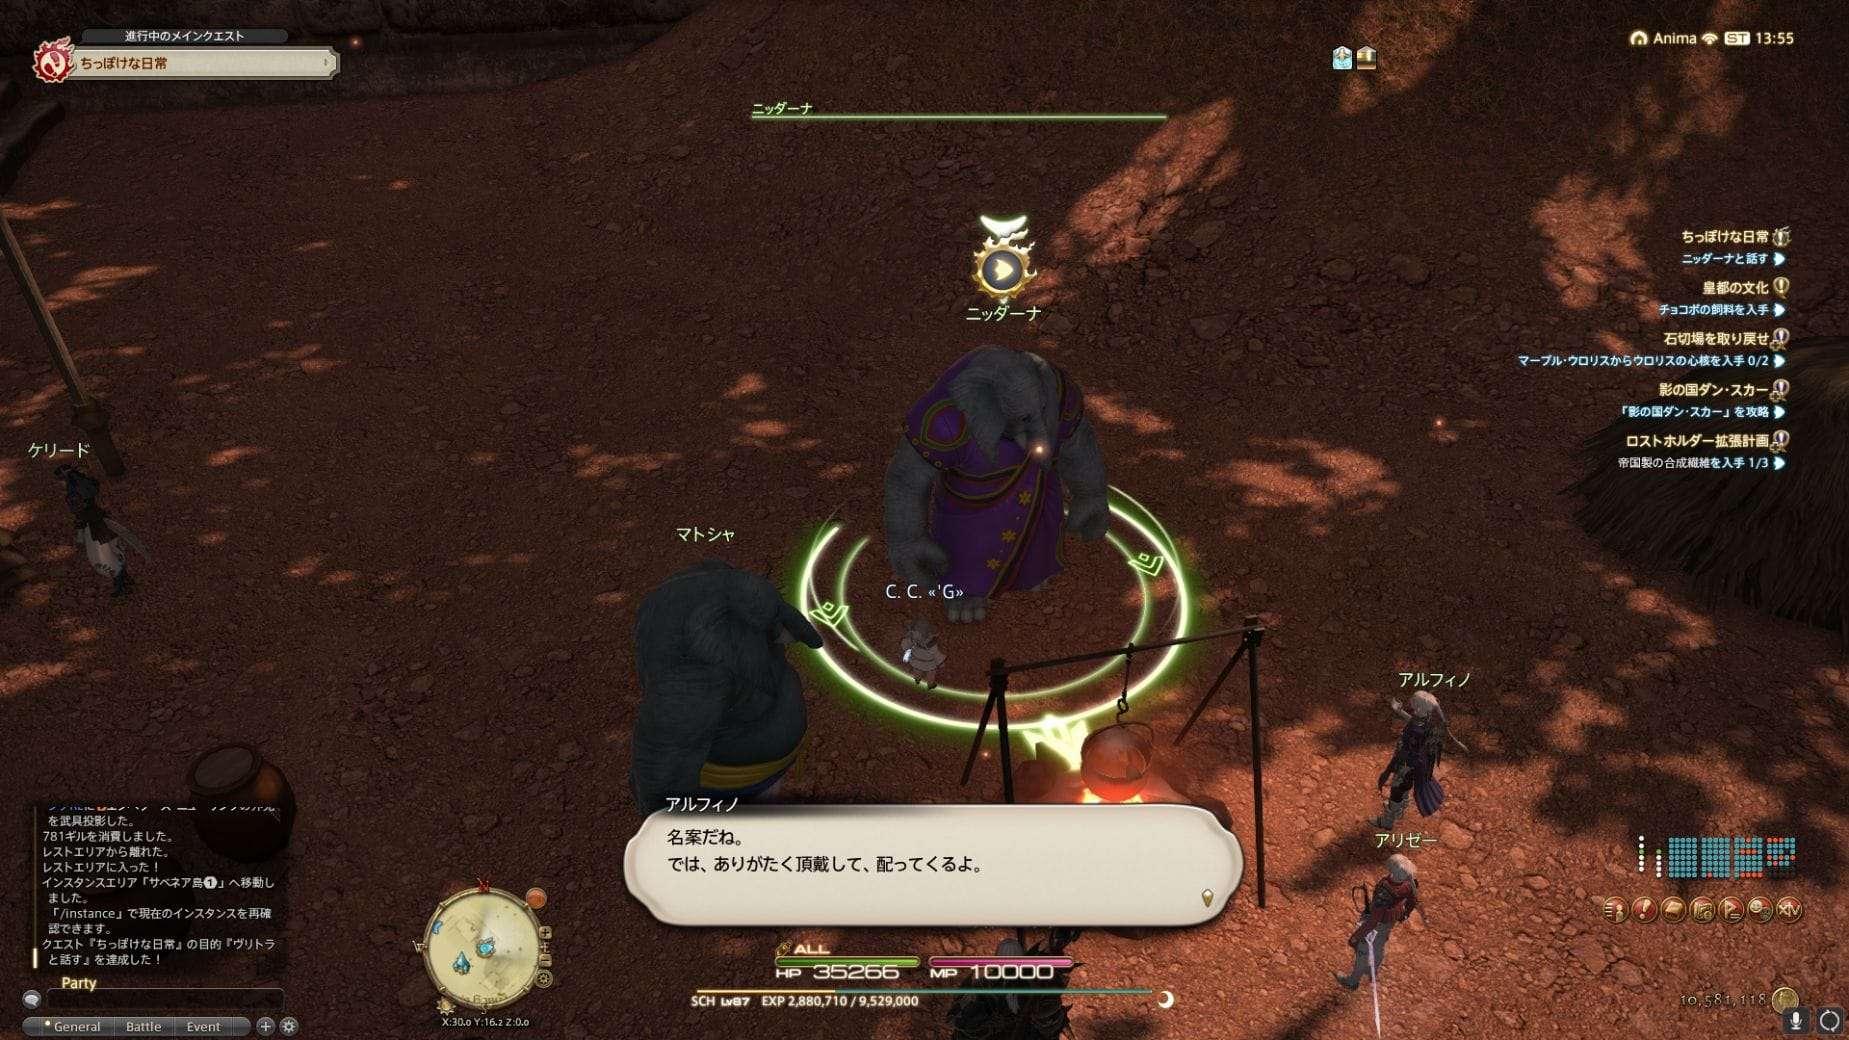 進行中のメインクエスト
ちっぽけな日常
Anima ST 13:55
ニッダーナ
ニッダーナ
ちっぽけな日常
ニッダーナと話す
皇都の文化
チョコボの飼料を入手
石切場を取り戻せ
マーブル・ウロリスからウロリスの心核を入手 0/2
影の国ダン・スカー
「影の国ダン・スカー」を攻略
ロストホルダー拡張計画
帝国製の合成繊維を入手 1/3
ケリード
マトシャ
C. C. «'G»
アルフィノ
アリゼー
アルフィノ
名案だね。
では、ありがたく頂戴して、配ってくるよ。
を武具投影した。
781ギルを消費しました。
レストエリアから離れた。
レストエリアに入った！
インスタンスエリア「サベネア島1」へ移動し
ました。
「/instance」で現在のインスタンスを再確
認できます。
クエスト『ちっぽけな日常』の目的『ヴリトラ
と話す』を達成した！
Party
General Battle Event
X:30.0 Y:16.2 Z:0.0
ALL
HP 35266 MP 10000
SCH Lv87 EXP 2,880,710 / 9,529,000
10,581,118